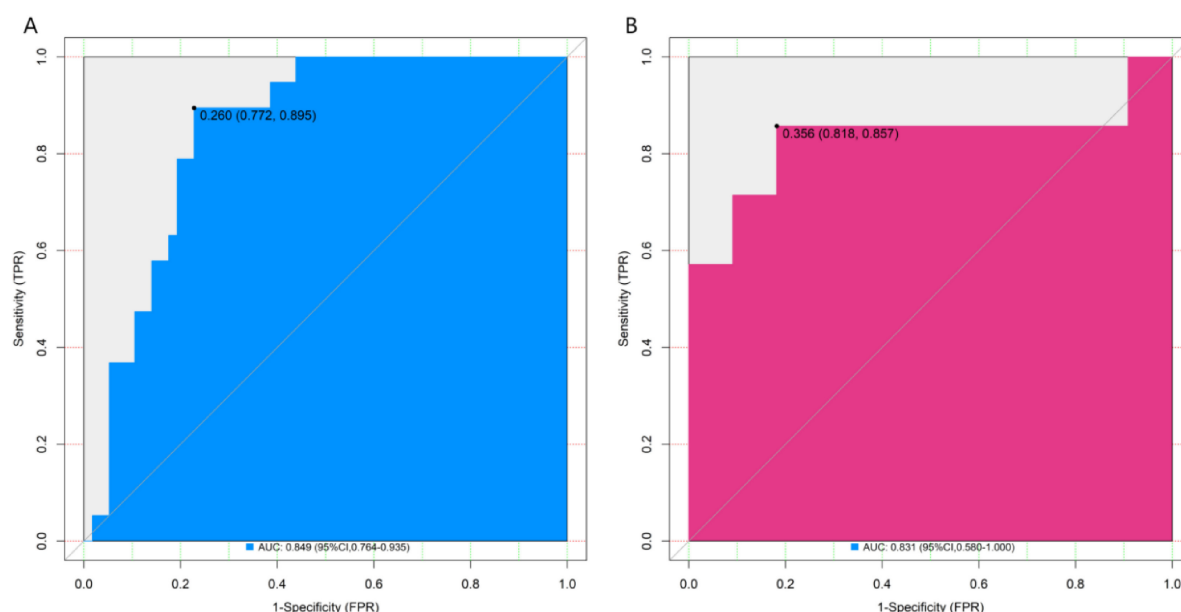 A
B
1.0
0.8
0.6
0.4
0.2
0.0
Sensitivity (TPR)
0.260 (0.772, 0.895)
AUC: 0.849 (95%CI,0.764-0.935)
0.0 0.2 0.4 0.6 0.8 1.0
1-Specificity (FPR)
1.0
0.8
0.6
0.4
0.2
0.0
Sensitivity (TPR)
0.356 (0.818, 0.857)
AUC: 0.831 (95%CI,0.580-1.000)
0.0 0.2 0.4 0.6 0.8 1.0
1-Specificity (FPR)